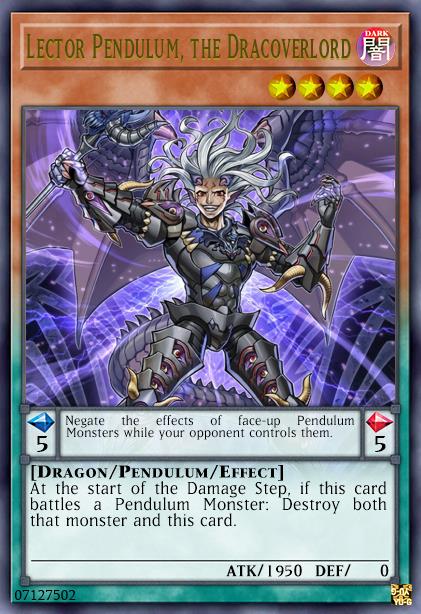 Lector Pendulum, the Dracoverlord
DARK
闇
Negate the effects of face-up Pendulum
Monsters while your opponent controls them.
5
5
[Dragon/Pendulum/Effect]
At the start of the Damage Step, if this card
battles a Pendulum Monster: Destroy both
that monster and this card.
ATK/1950 DEF/ 0
07127502